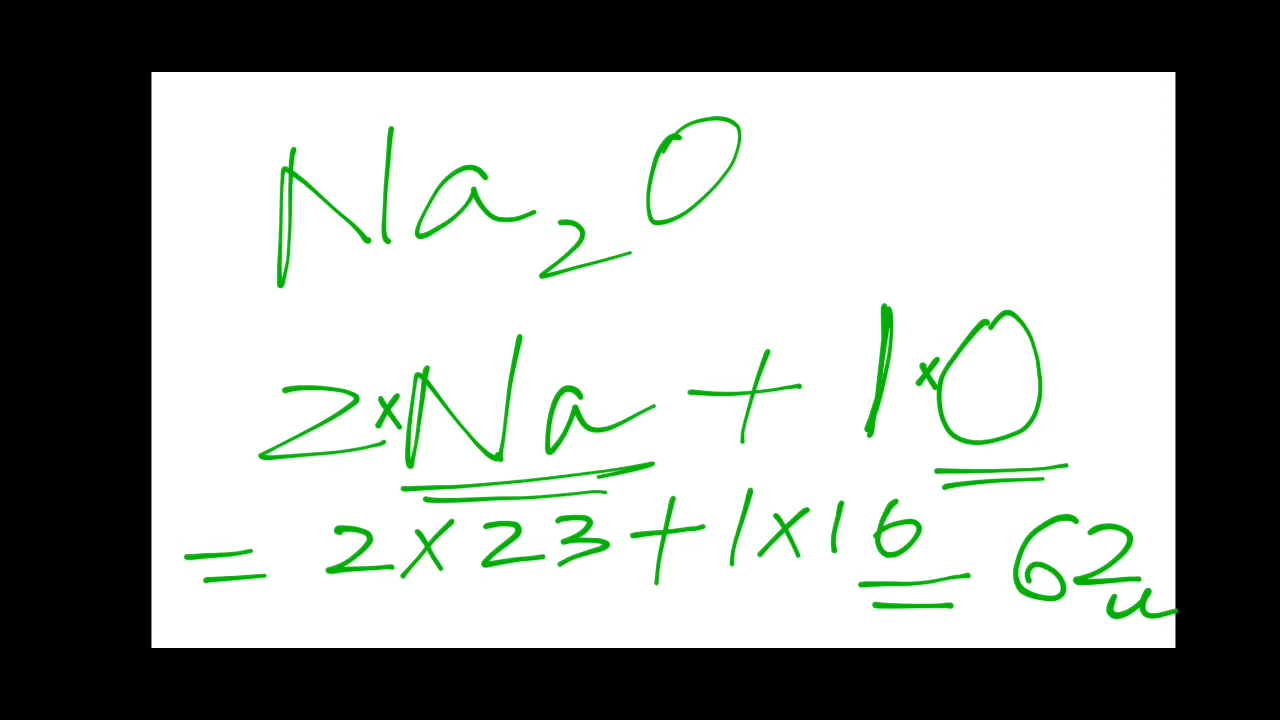 Na₂O
2×Na + 1×O
= 2×23 + 1×16 62u